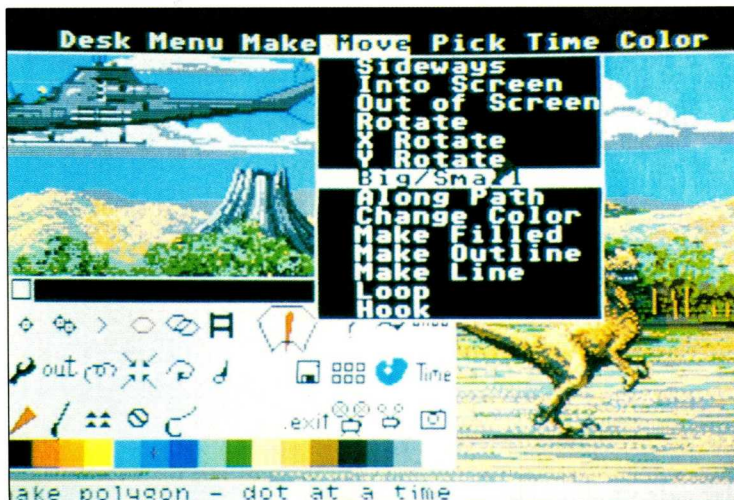 Desk Menu Make Move Pick Time Color
Sideways
Into Screen
Out of Screen
Rotate
X Rotate
Y Rotate
Big/Small
Along Path
Change Color
Make Filled
Make Outline
Make Line
Loop
Hook
out
Time
.exit
ake polygon - dot at a time